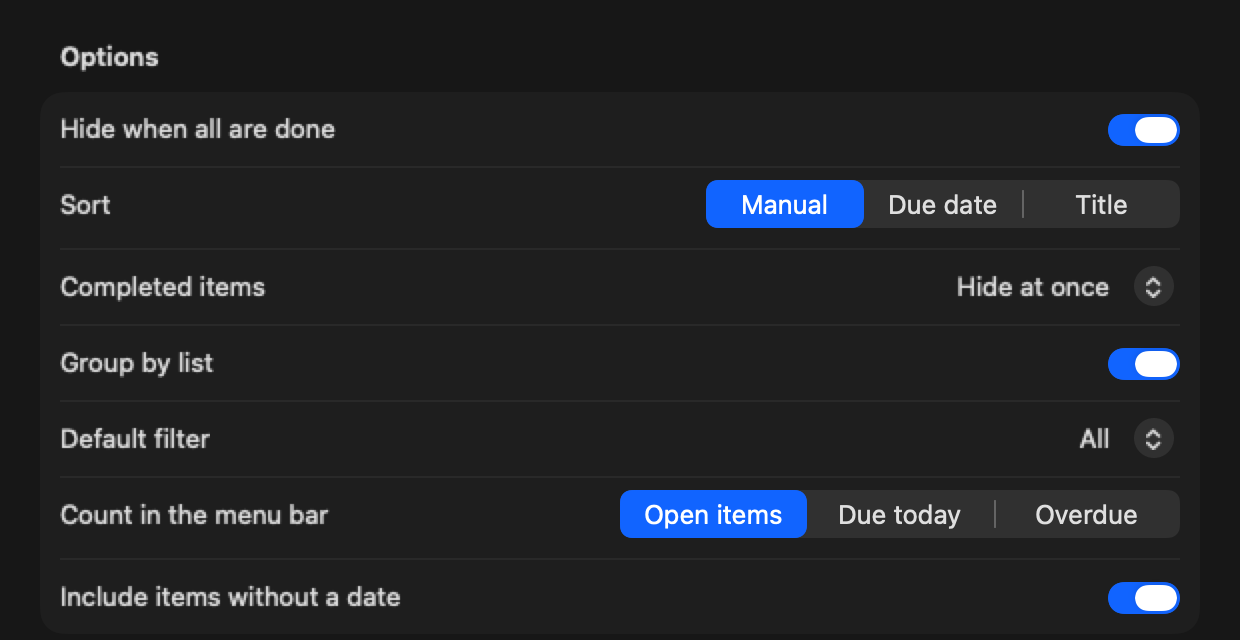 Options
Hide when all are done
Sort Manual Due date Title
Completed items Hide at once
Group by list
Default filter All
Count in the menu bar Open items Due today Overdue
Include items without a date